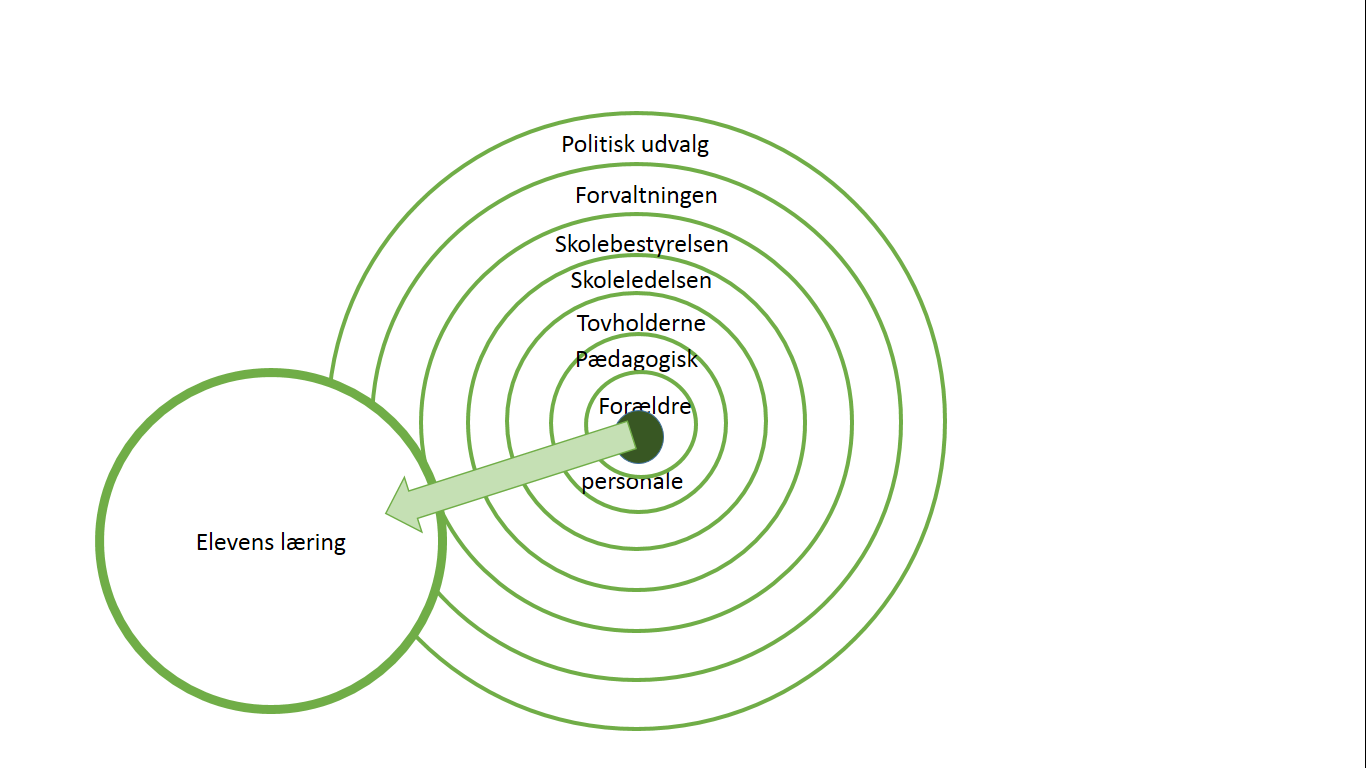 Politisk udvalg
Forvaltningen
Skolebestyrelsen
Skoleledelsen
Tovholderne
Pædagogisk
Forældre
personale
Elevens læring